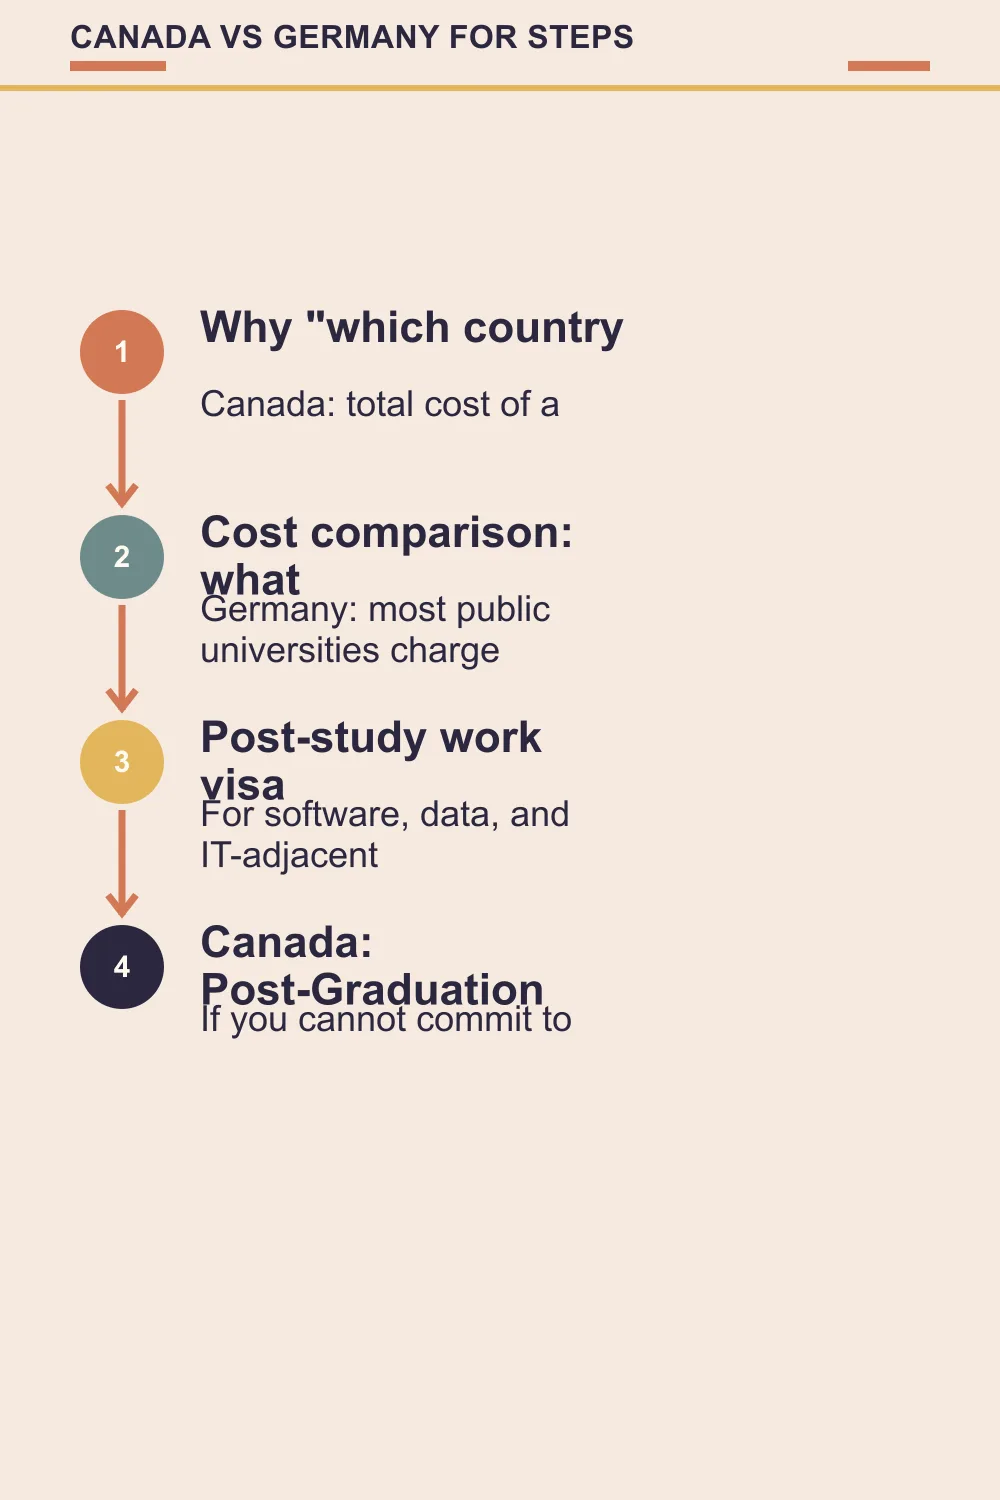 CANADA VS GERMANY FOR STEPS
1
Why "which country
Canada: total cost of a
2
Cost comparison:
what
Germany: most public
universities charge
3
Post-study work
visa
For software, data, and
IT-adjacent
4
Canada:
Post-Graduation
If you cannot commit to